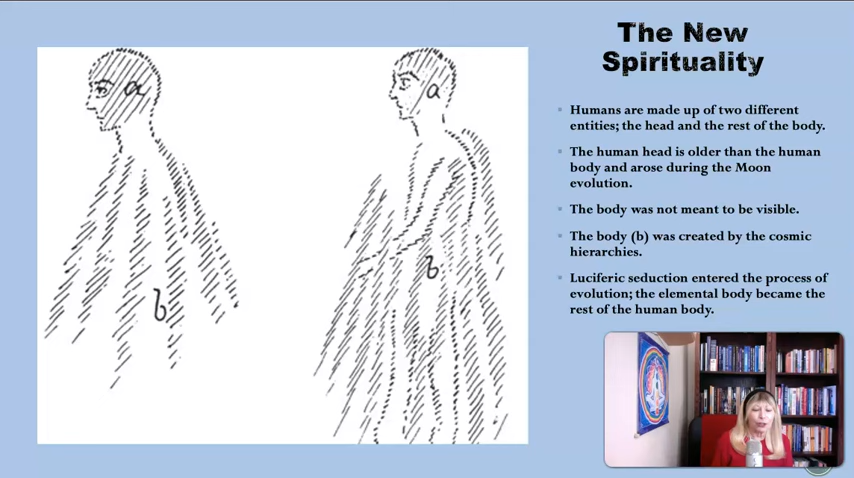 The New
Spirituality
a
b
a
b
Humans are made up of two different
entities; the head and the rest of the body.
The human head is older than the human
body and arose during the Moon
evolution.
The body was not meant to be visible.
The body (b) was created by the cosmic
hierarchies.
Luciferic seduction entered the process of
evolution; the elemental body became the
rest of the human body.